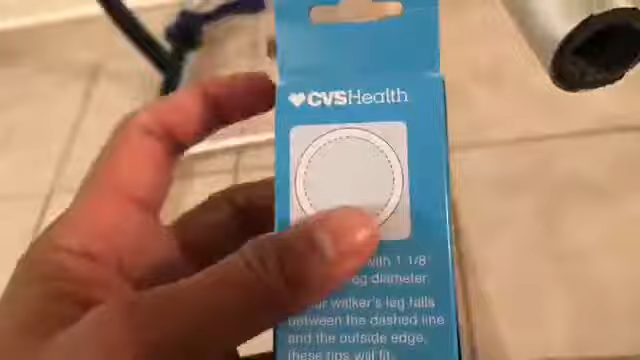 CVSHealth
with 1 1/8"
leg diameter.
your walker's leg falls
between the dashed line
and the outside edge,
these tips will fit.